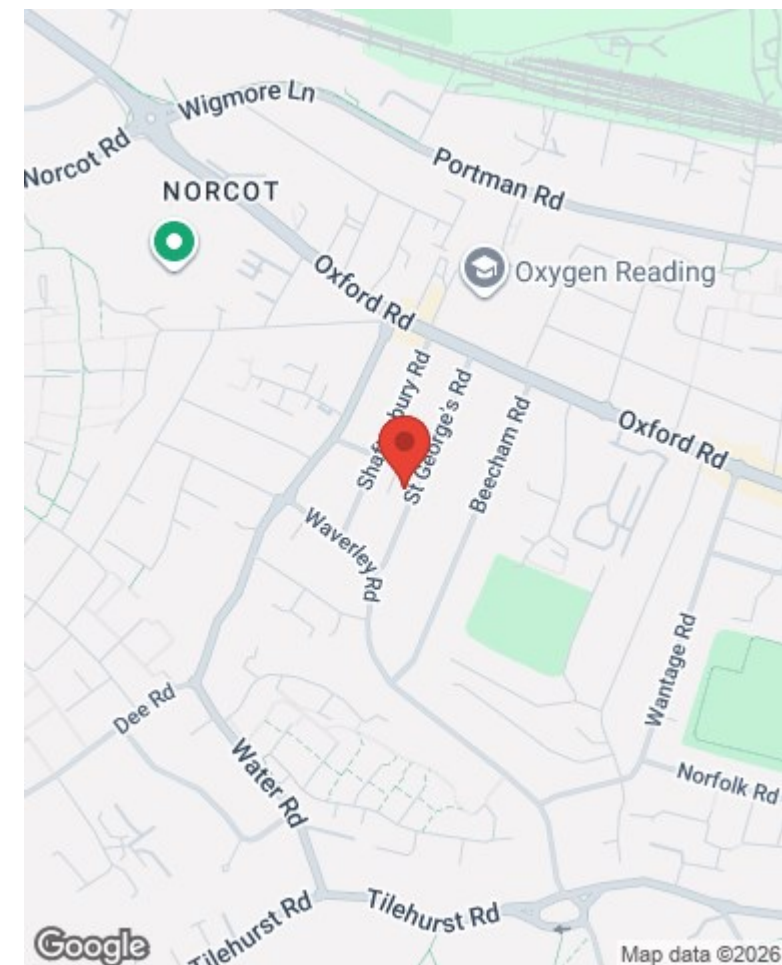 Wigmore Ln
Norcot Rd
Portman Rd
NORCOT
Oxford Rd
Oxygen Reading
St George's Rd
Beecham Rd
Oxford Rd
Waverley Rd
Wantage Rd
Dee Rd
Water Rd
Norfolk Rd
Tilehurst Rd
Tilehurst Rd
Google
Map data ©2026